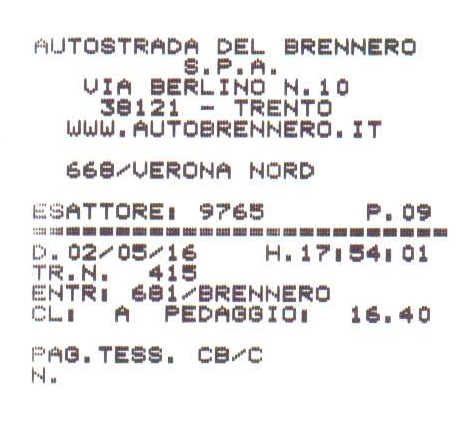 AUTOSTRADA DEL BRENNERO
S.P.A.
VIA BERLINO N.10
38121 - TRENTO
WWW.AUTOBRENNERO.IT
668/VERONA NORD
ESATTORE: 9765 P.09
D.02/05/16 H.17:54:01
TR.N. 415
ENTR: 681/BRENNERO
CL: A PEDAGGIO: 16.40
PAG.TESS. CB/C
N.